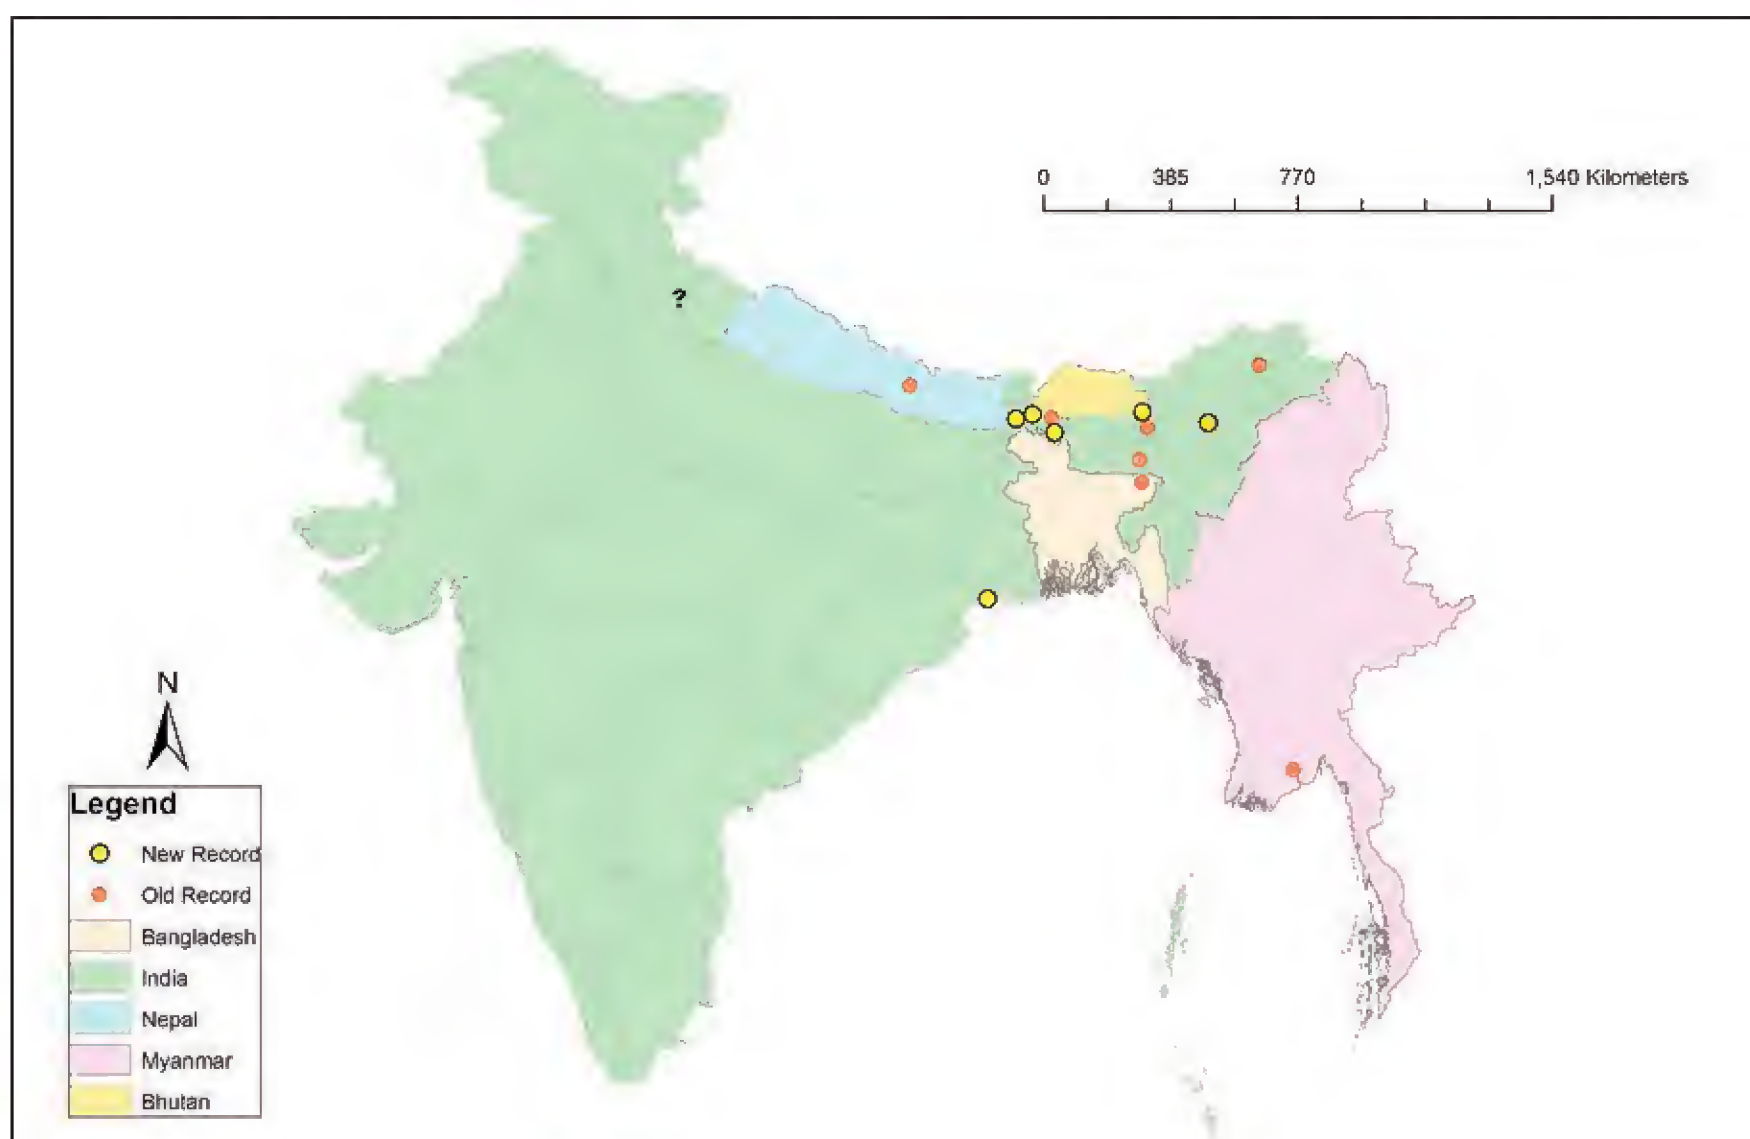 0 385 770 1,540 Kilometers
?
N
Legend
New Record
Old Record
Bangladesh
India
Nepal
Myanmar
Bhutan